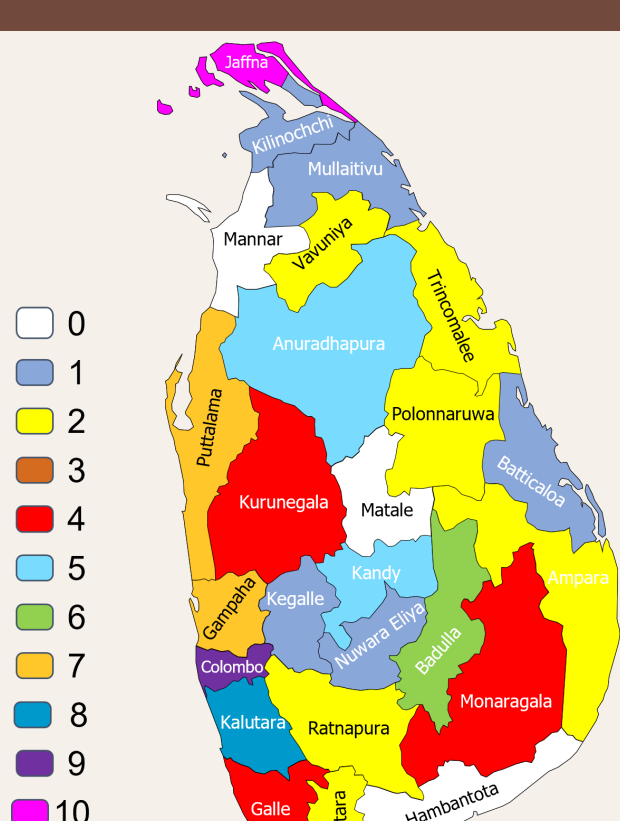 Jaffna
Kilinochchi
Mullaitivu
Mannar
Vavuniya
Trincomalee
Anuradhapura
Puttalama
Polonnaruwa
Batticaloa
Kurunegala
Matale
Kandy
Ampara
Kegalle
Gampaha
Nuwara Eliya
Badulla
Colombo
Monaragala
Kalutara
Ratnapura
Galle
tara
Hambantota
0
1
2
3
4
5
6
7
8
9
10